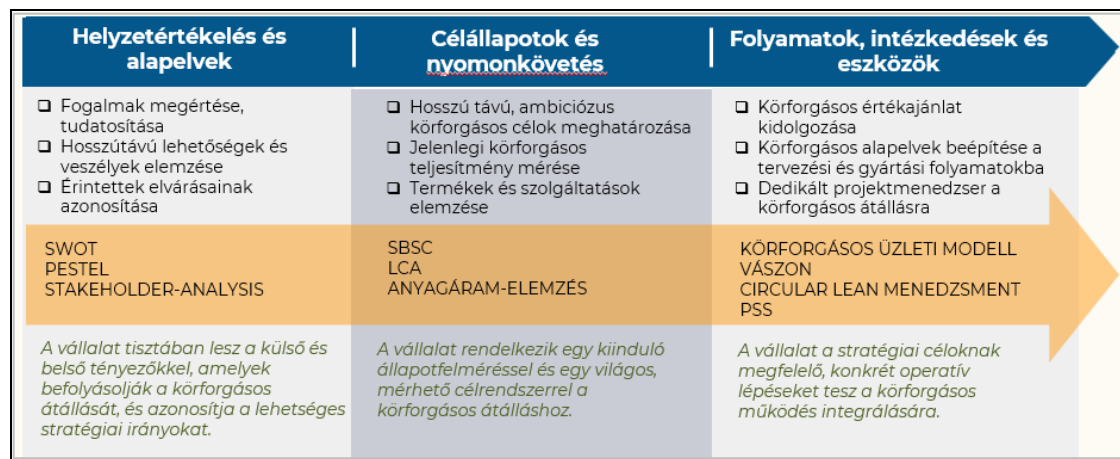 Helyzetértékelés és
alapelvek
Célállapotok és
nyomonkövetés
Folyamatok, intézkedések és
eszközök
❑ Fogalmak megértése,
tudatosítása
❑ Hosszútávú lehetőségek és
veszélyek elemzése
❑ Érintettek elvárásainak
azonosítása
❑ Hosszú távú, ambiciózus
körforgásos célok meghatározása
❑ Jelenlegi körforgásos
teljesítmény mérése
❑ Termékek és szolgáltatások
elemzése
❑ Körforgásos értékajánlat
kidolgozása
❑ Körforgásos alapelvek beépítése a
tervezési és gyártási folyamatokba
❑ Dedikált projektmenedzser a
körforgásos átállásra
SWOT
PESTEL
STAKEHOLDER-ANALYSIS
SBSC
LCA
ANYAGÁRAM-ELEMZÉS
KÖRFORGÁSOS ÜZLETI MODELL
VÁSZON
CIRCULAR LEAN MENEDZSMENT
PSS
A vállalat tisztában lesz a külső és
belső tényezőkkel, amelyek
befolyásolják a körforgásos
átállását, és azonosítja a lehetséges
stratégiai irányokat.
A vállalat rendelkezik egy kiinduló
állapotfelméréssel és egy világos,
mérhető célrendszerrel a
körforgásos átálláshoz.
A vállalat a stratégiai céloknak
megfelelő, konkrét operatív
lépéseket tesz a körforgásos
működés integrálására.